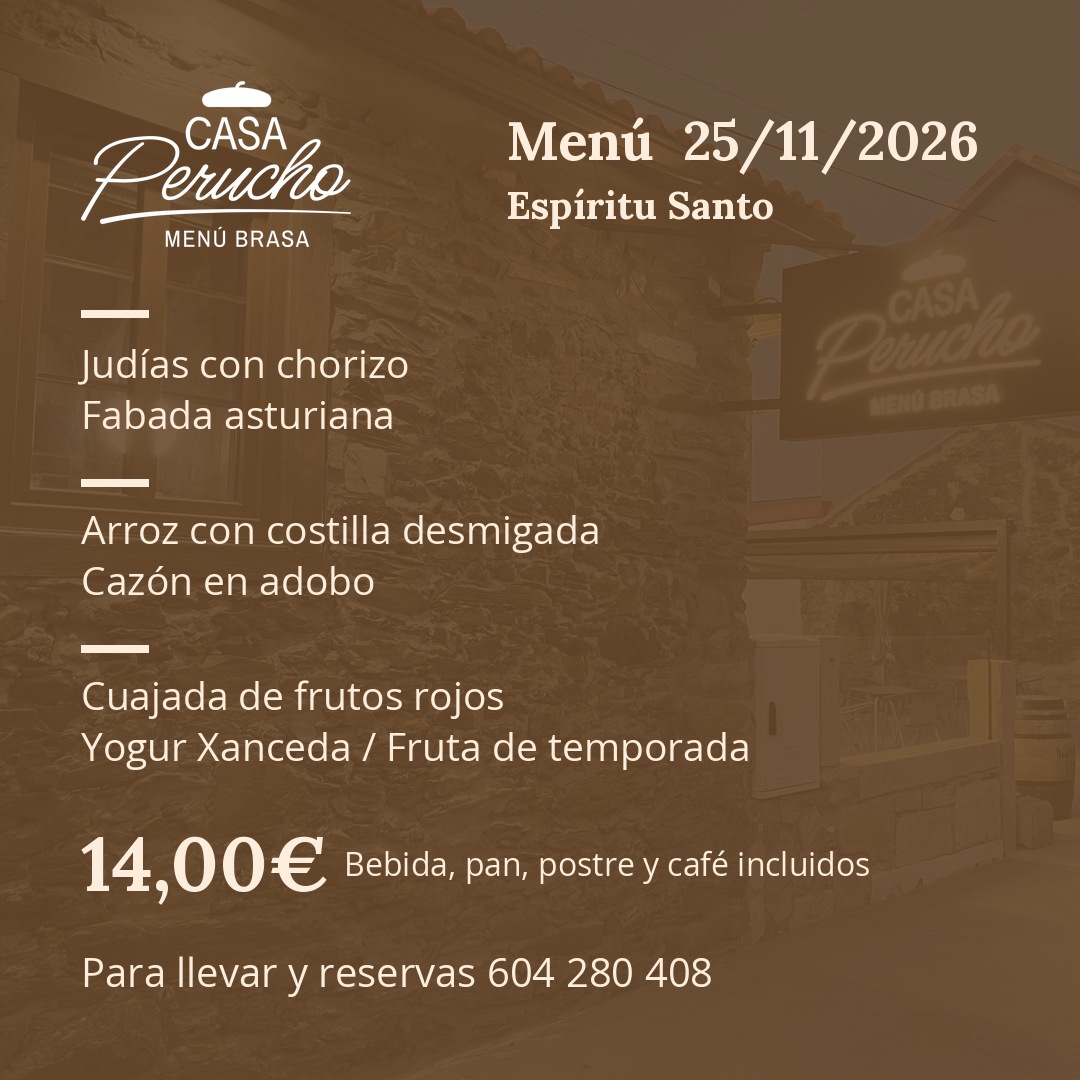 CASA
Perucho
MENÚ BRASA
Menú 25/11/2026
Espíritu Santo
CASA
Perucho
MENÚ BRASA
Judías con chorizo
Fabada asturiana
Arroz con costilla desmigada
Cazón en adobo
Cuajada de frutos rojos
Yogur Xanceda / Fruta de temporada
14,00€ Bebida, pan, postre y café incluidos
Para llevar y reservas 604 280 408